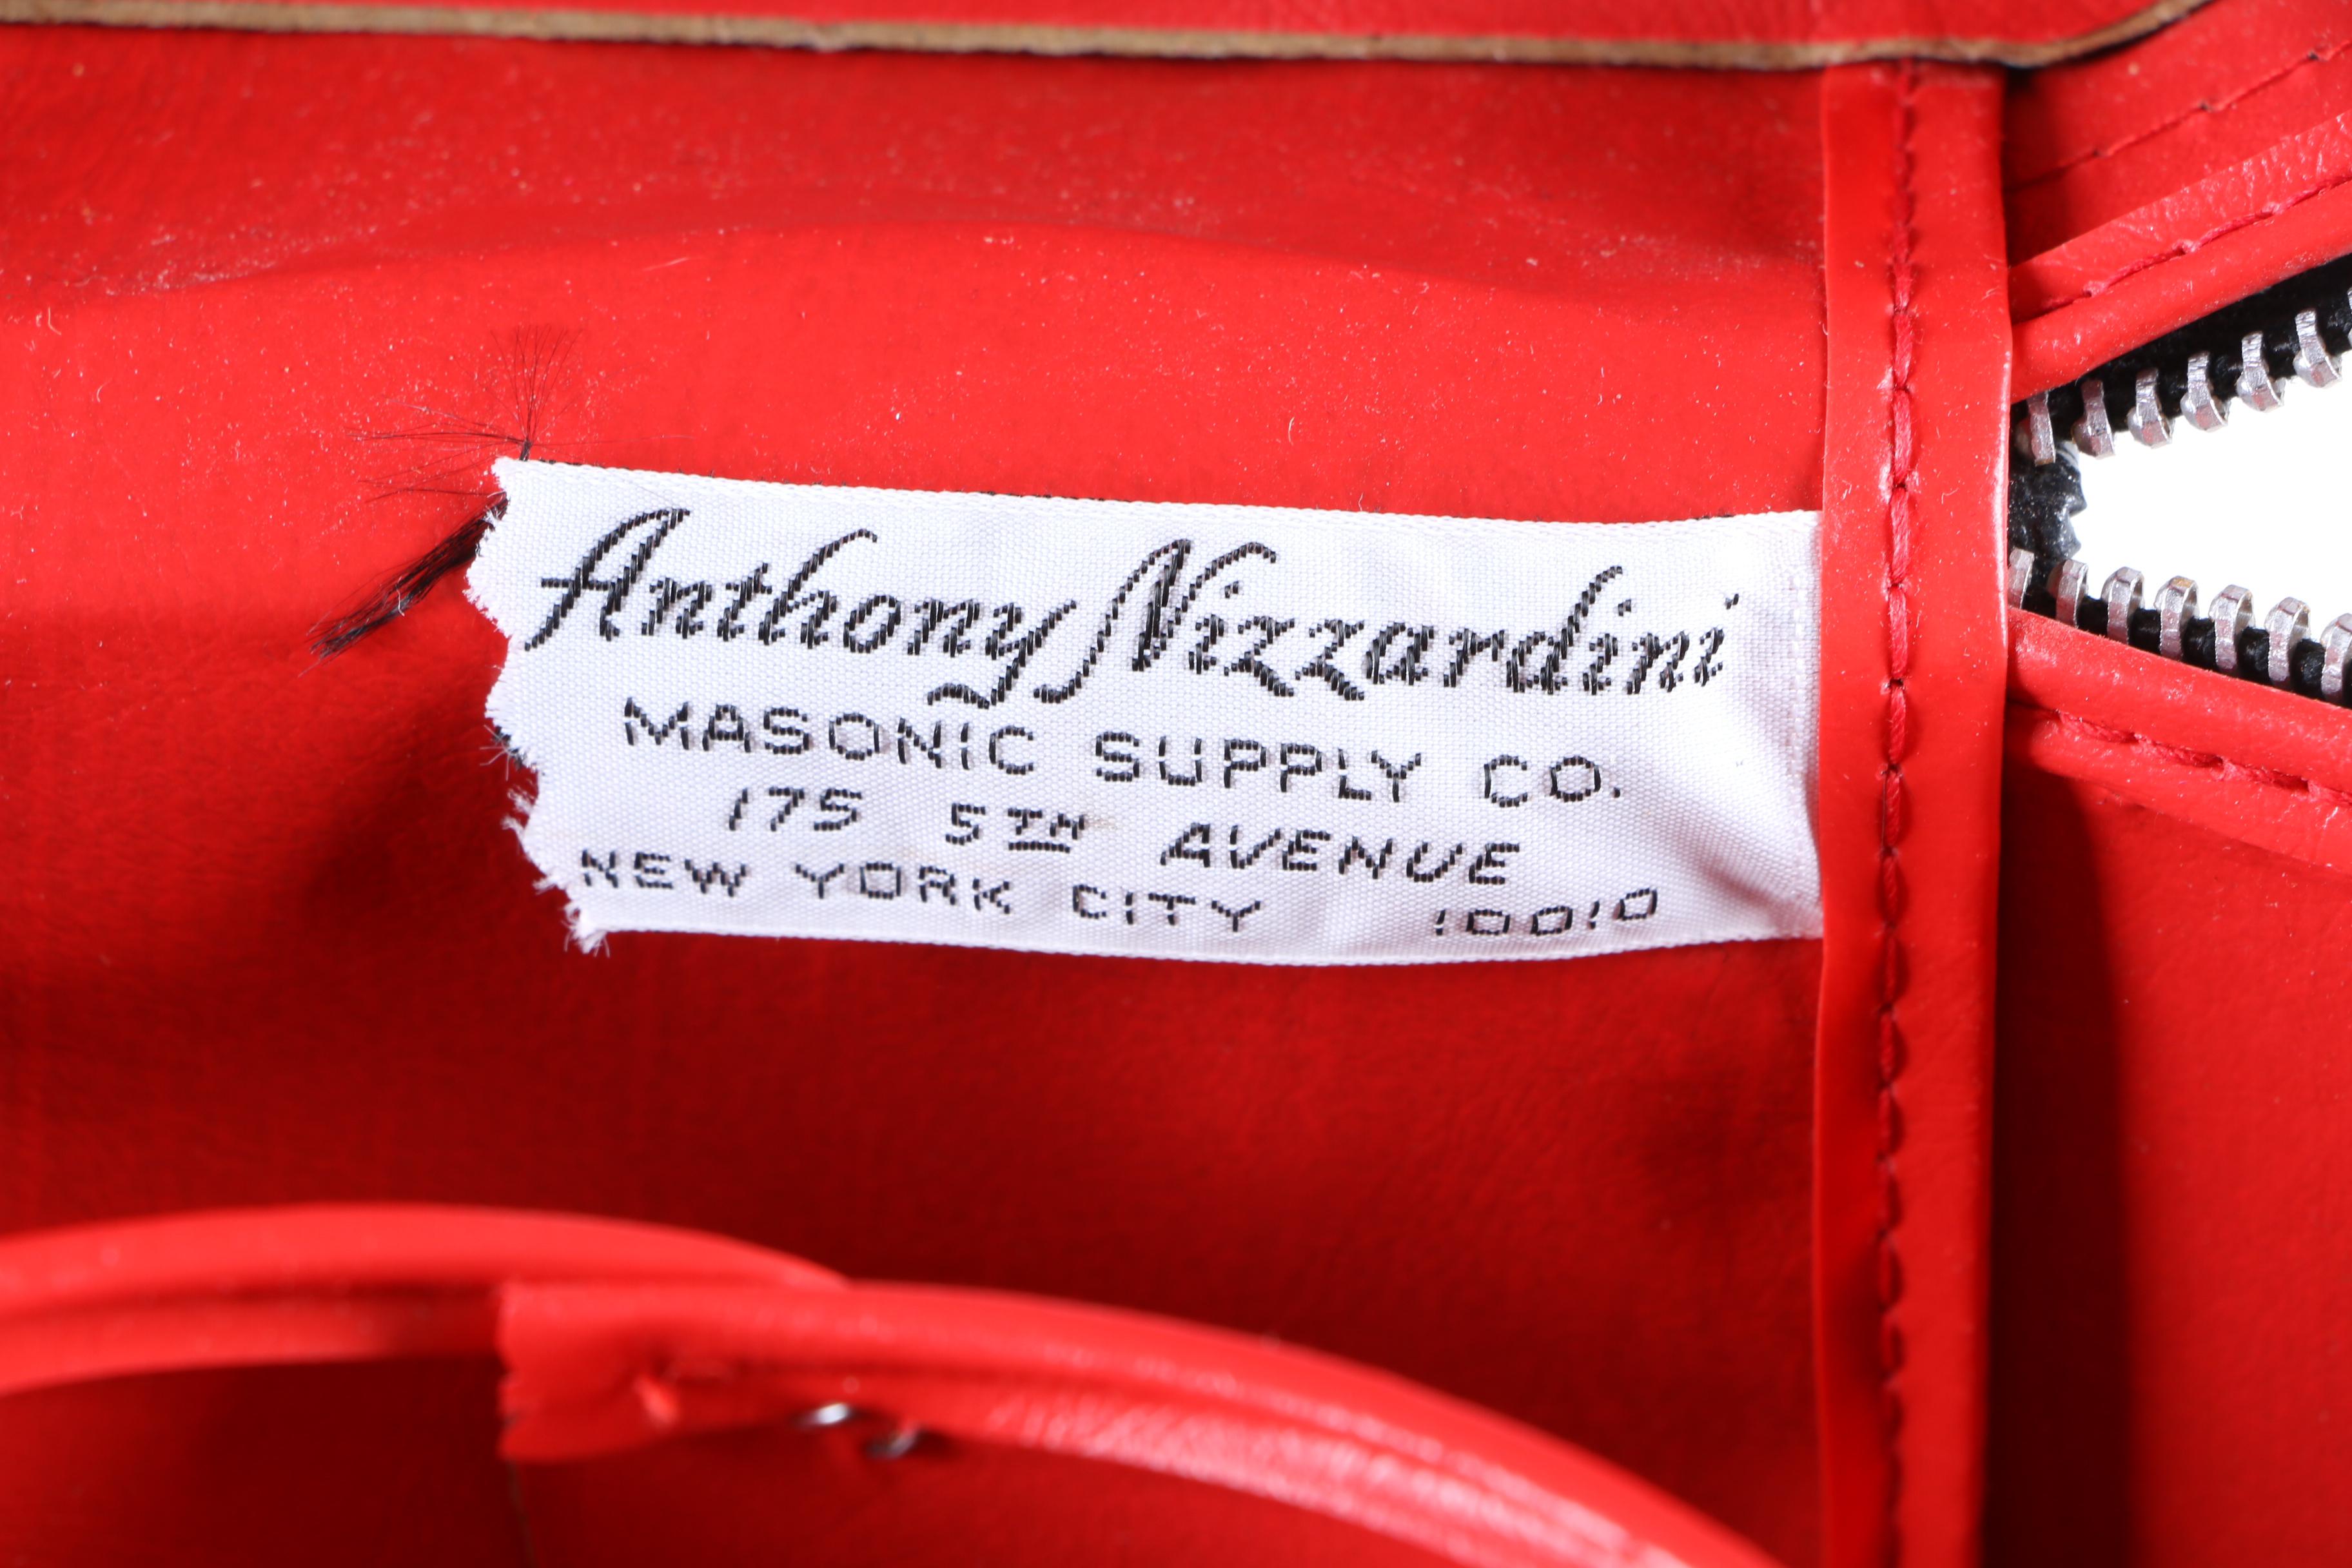 Anthony Nizzardini
MASONIC SUPPLY CO.
175 5TH AVENUE
NEW YORK CITY 10010